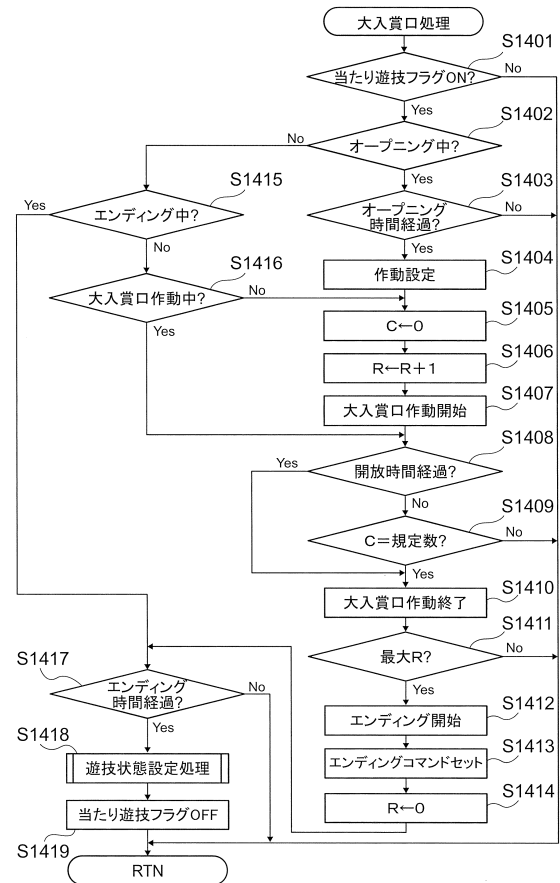 大入賞口処理
S1401
当たり遊技フラグON?
No
Yes
S1402
オープニング中?
No
Yes
S1403
オープニング
時間経過?
No
Yes
S1415
エンディング中?
Yes
No
S1404
作動設定
S1416
大入賞口作動中?
No
Yes
S1405
C←0
S1406
R←R+1
S1407
大入賞口作動開始
S1408
開放時間経過?
Yes
No
S1409
C=規定数?
No
Yes
S1410
大入賞口作動終了
S1411
最大R?
No
Yes
S1412
エンディング開始
S1413
エンディングコマンドセット
S1414
R←0
S1417
エンディング
時間経過?
No
Yes
S1418
遊技状態設定処理
当たり遊技フラグOFF
S1419
RTN